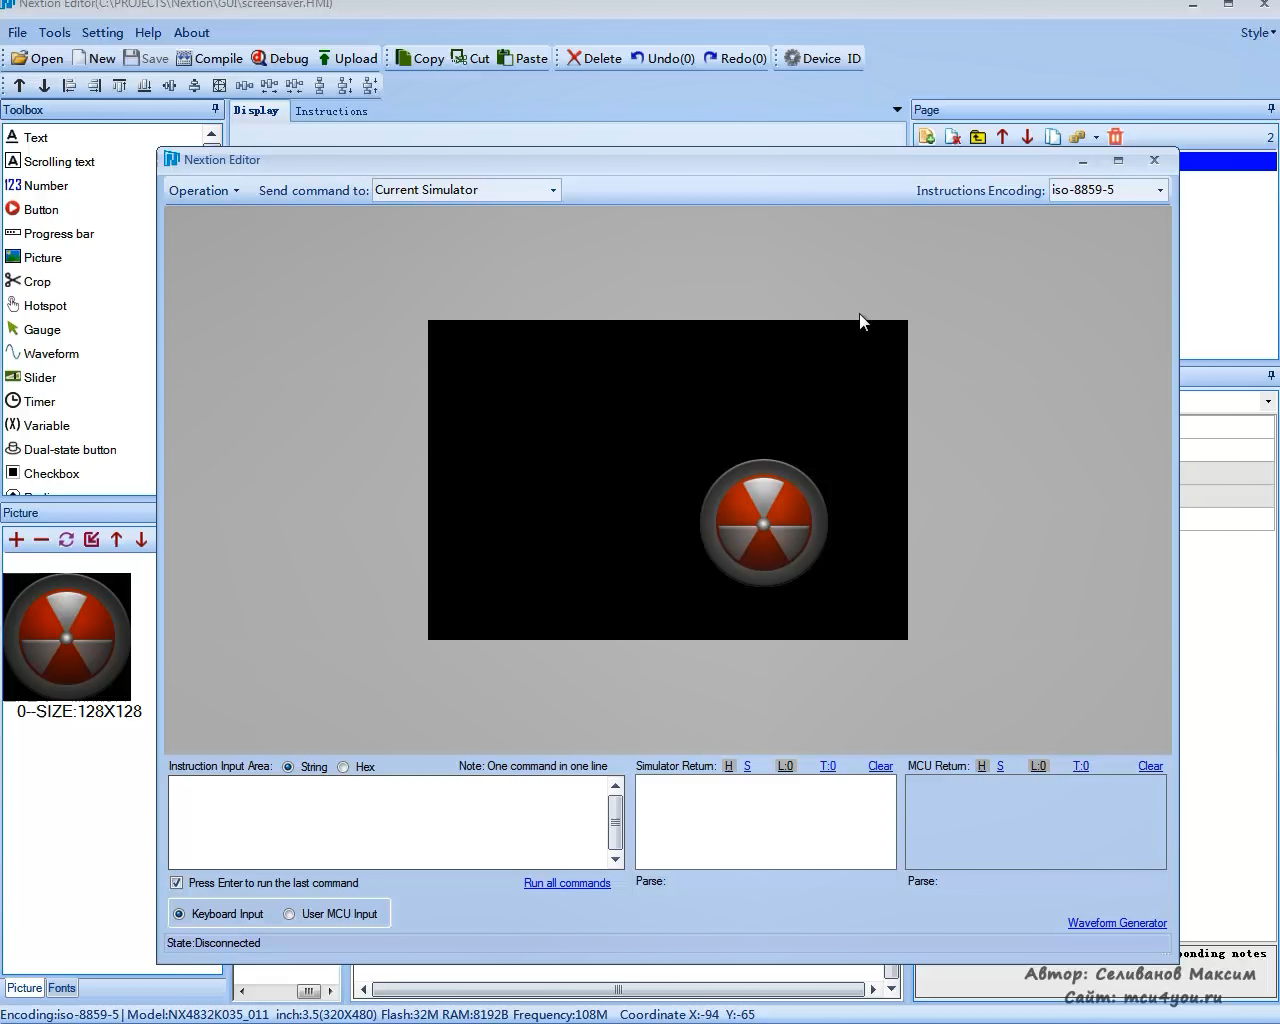 Nextion Editor(C:\PROJECTS\Nextion\GUI\screensaver.HMI)
File Tools Setting Help About
Style
Open New Save Compile Debug Upload Copy Cut Paste Delete Undo(0) Redo(0) Device ID
Toolbox
Display Instructions
Page
2
Text
Scrolling text
123 Number
Button
Progress bar
Picture
Crop
Hotspot
Gauge
Waveform
Slider
Timer
(X) Variable
Dual-state button
Checkbox
Nextion Editor
Operation Send command to: Current Simulator
Instructions Encoding: iso-8859-5
Picture
0--SIZE:128X128
Instruction Input Area: String Hex Note: One command in one line
Simulator Return: H S L:0 T:0 Clear
MCU Return: H S L:0 T:0 Clear
Press Enter to run the last command Run all commands
Parse:
Parse:
Keyboard Input User MCU Input
Waveform Generator
State:Disconnected
ponding notes
Автор: Селиванов Максим
Сайт: mcu4you.ru
Picture Fonts
Encoding:iso-8859-5 Model:NX4832K035_011 inch:3.5(320X480) Flash:32M RAM:8192B Frequency:108M Coordinate X:-94 Y:-65